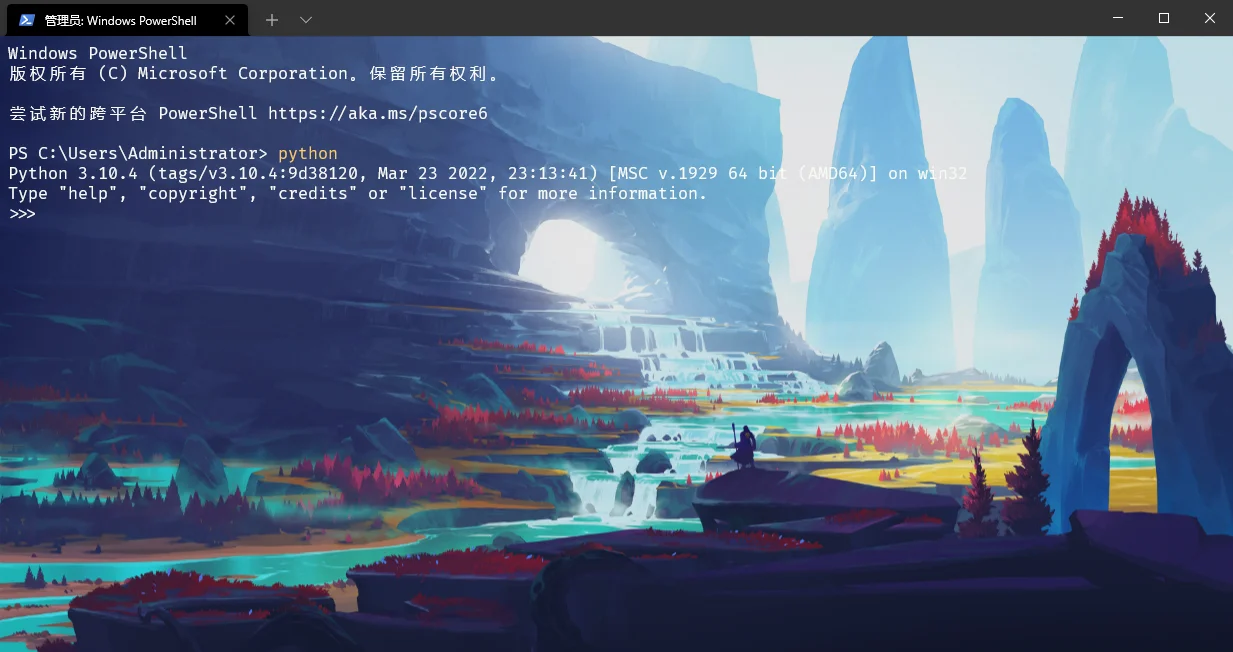 管理员: Windows PowerShell
Windows PowerShell
版权所有 (C) Microsoft Corporation。保留所有权利。
尝试新的跨平台 PowerShell https://aka.ms/pscore6
PS C:\Users\Administrator> python
Python 3.10.4 (tags/v3.10.4:9d38120, Mar 23 2022, 23:13:41) [MSC v.1929 64 bit (AMD64)] on win32
Type "help", "copyright", "credits" or "license" for more information.
>>>